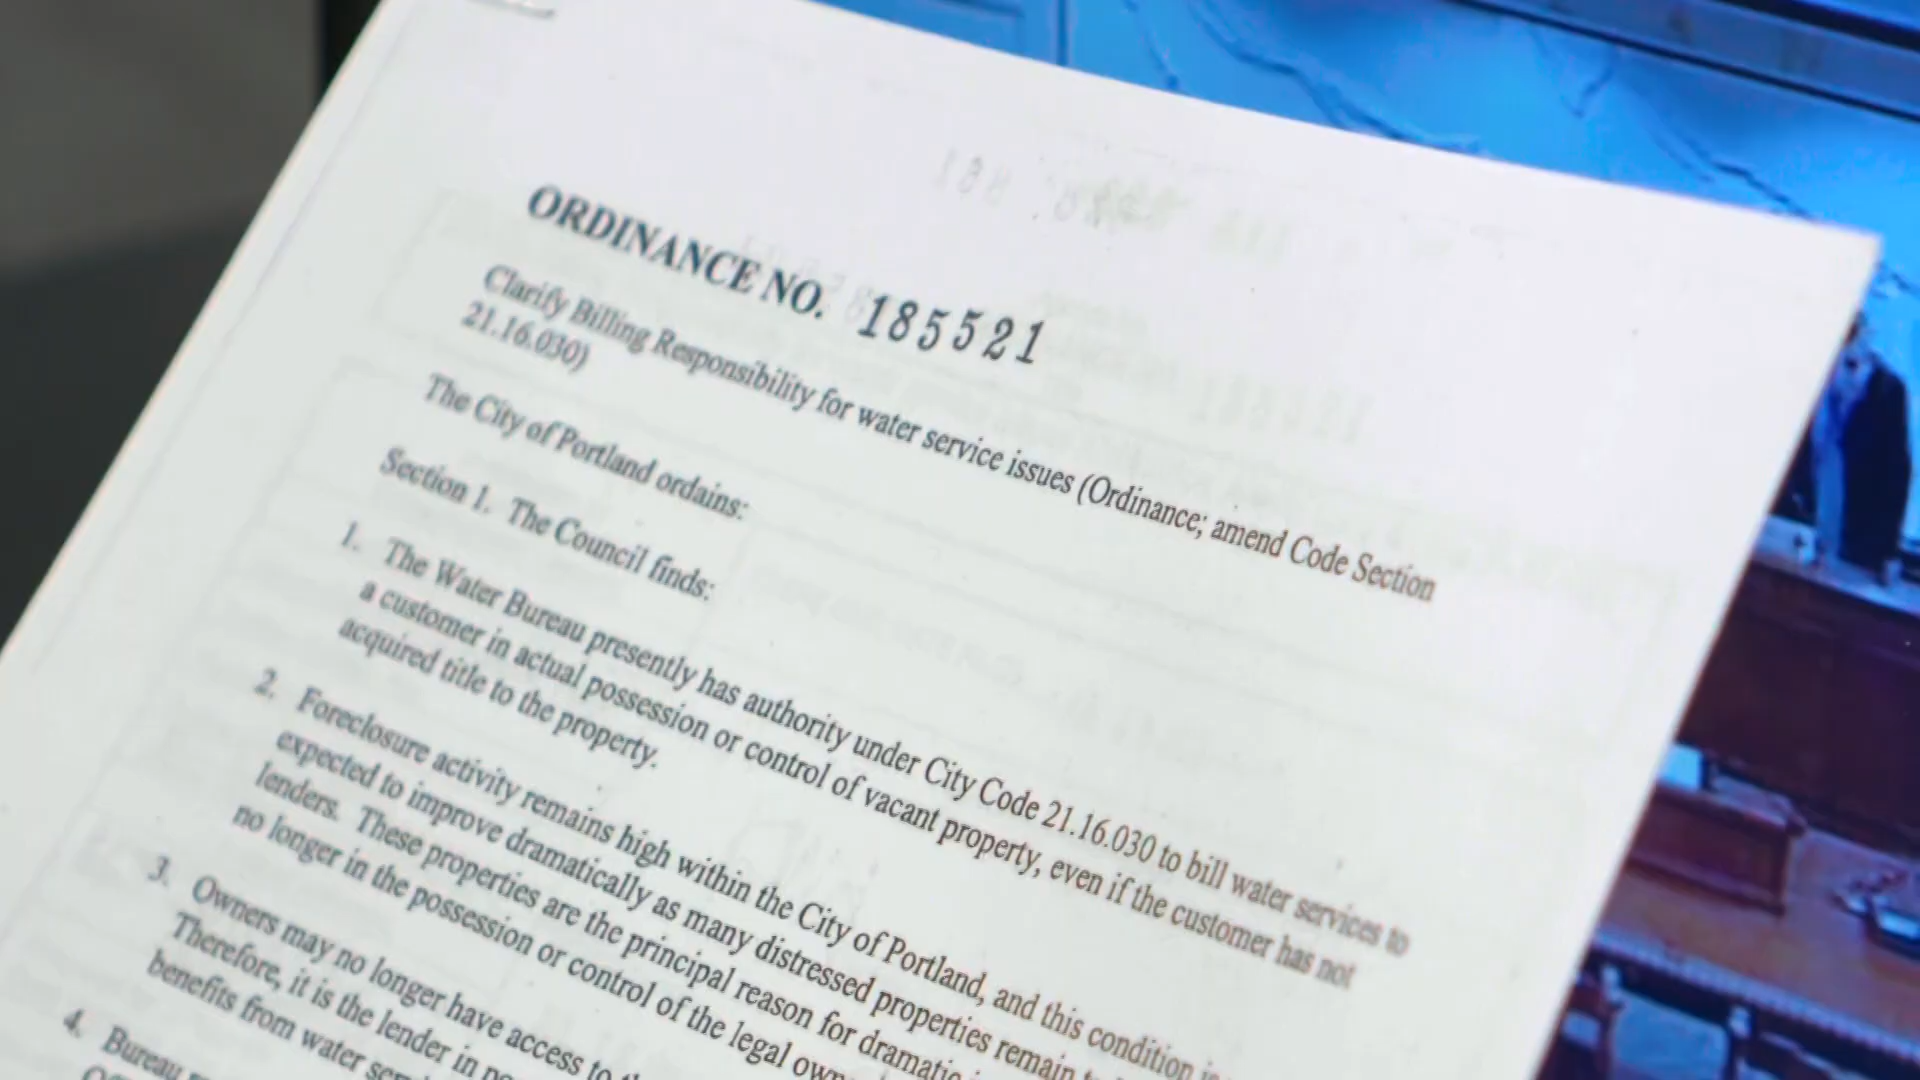 ORDINANCE NO. 185521
Clarify Billing Responsibility for water service issues (Ordinance; amend Code Section
21.16.030)
The City of Portland ordains:
Section 1. The Council finds:
1. The Water Bureau presently has authority under City Code 21.16.030 to bill water services to
a customer in actual possession or control of vacant property, even if the customer has not
acquired title to the property.
2. Foreclosure activity remains high within the City of Portland, and this condition is
expected to improve dramatically as many distressed properties remain
lenders. These properties are the principal reason for dramatic
no longer in the possession or control of the legal
3. Owners may no longer have access to
Therefore, it is the lender in
benefits from water
4. Bureau